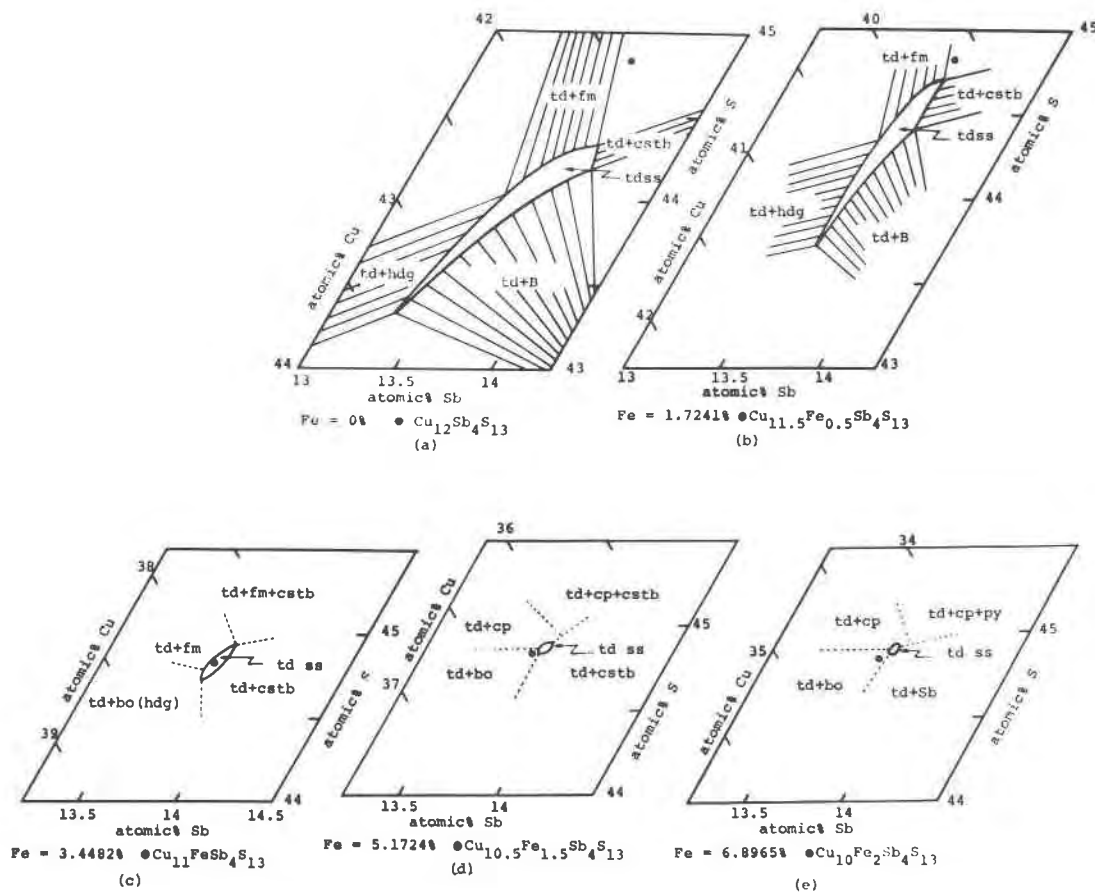 42
45
td+fm
td+cstb
tdss
43
44
td+hdg
td+B
atomic% Cu
atomic% S
44
43
13
13.5
14
atomic% Sb
Fe = 0% ● Cu12Sb4S13
(a)
40
45
td+fm
td+cstb
41
tdss
44
td+hdg
td+B
atomic% Cu
atomic% S
42
43
13
13.5
14
atomic% Sb
Fe = 1.7241% ●Cu11.5Fe0.5Sb4S13
(b)
38
td+fm+cstb
45
td+fm
td ss
td+cstb
td+bo(hdg)
39
atomic% Cu
atomic% S
44
13.5
14
14.5
atomic% Sb
Fe = 3.4482% ●Cu11FeSb4S13
(c)
36
td+cp+cstb
td+cp
45
td ss
td+bo
td+cstb
37
atomic% Cu
atomic% S
44
13.5
14
atomic% Sb
Fe = 5.1724% ●Cu10.5Fe1.5Sb4S13
(d)
34
td+cp
td+cp+py
45
35
td ss
td+bo
td+Sb
atomic% Cu
atomic% S
44
13.5
14
atomic% Sb
Fe = 6.8965% ●Cu10Fe2Sb4S13
(e)